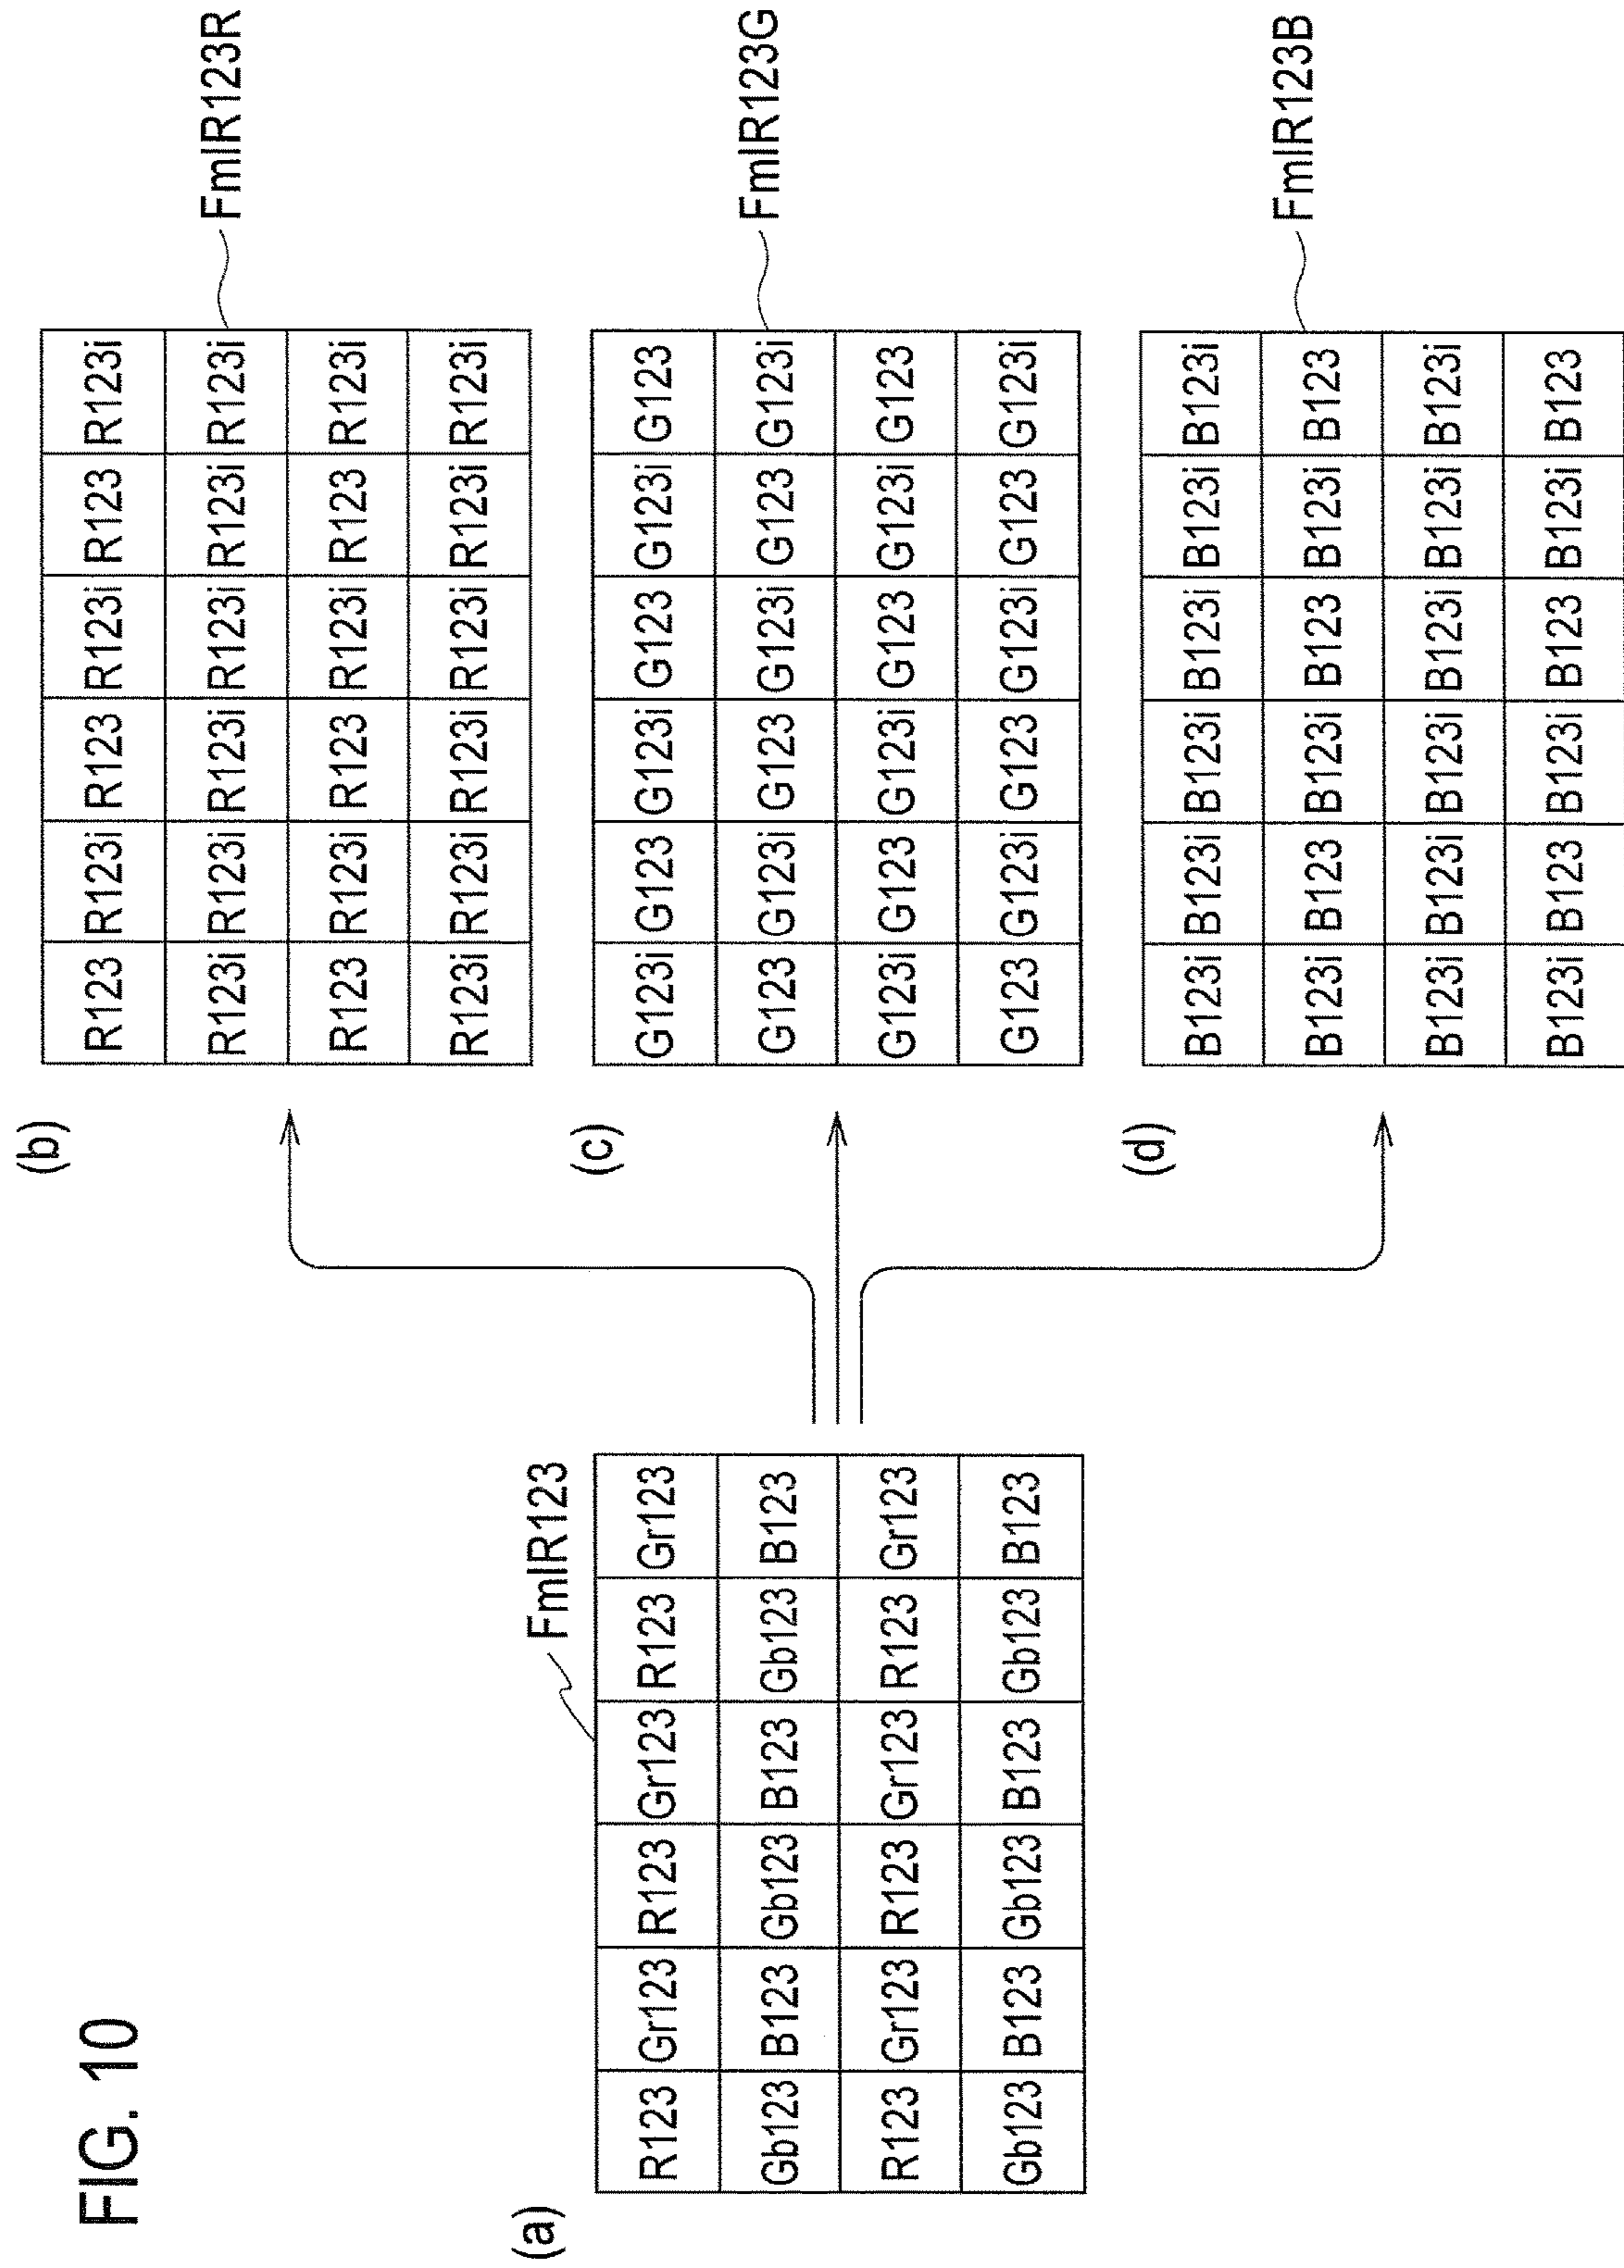 FIG. 10
(a)
FmIR123
R123 Gr123 R123 Gr123 R123 Gr123
Gb123 B123 Gb123 B123 Gb123 B123
R123 Gr123 R123 Gr123 R123 Gr123
Gb123 B123 Gb123 B123 Gb123 B123
(b)
R123 R123i R123 R123i R123 R123i
R123i R123i R123i R123i R123i R123i
R123 R123i R123 R123i R123 R123i
R123i R123i R123i R123i R123i R123i
FmIR123R
(c)
G123i G123 G123i G123 G123i G123
G123 G123i G123 G123i G123 G123i
G123i G123 G123i G123 G123i G123
G123 G123i G123 G123i G123 G123i
FmIR123G
(d)
B123i B123i B123i B123i B123i B123i
B123i B123 B123i B123 B123i B123
B123i B123i B123i B123i B123i B123i
B123i B123 B123i B123 B123i B123
FmIR123B